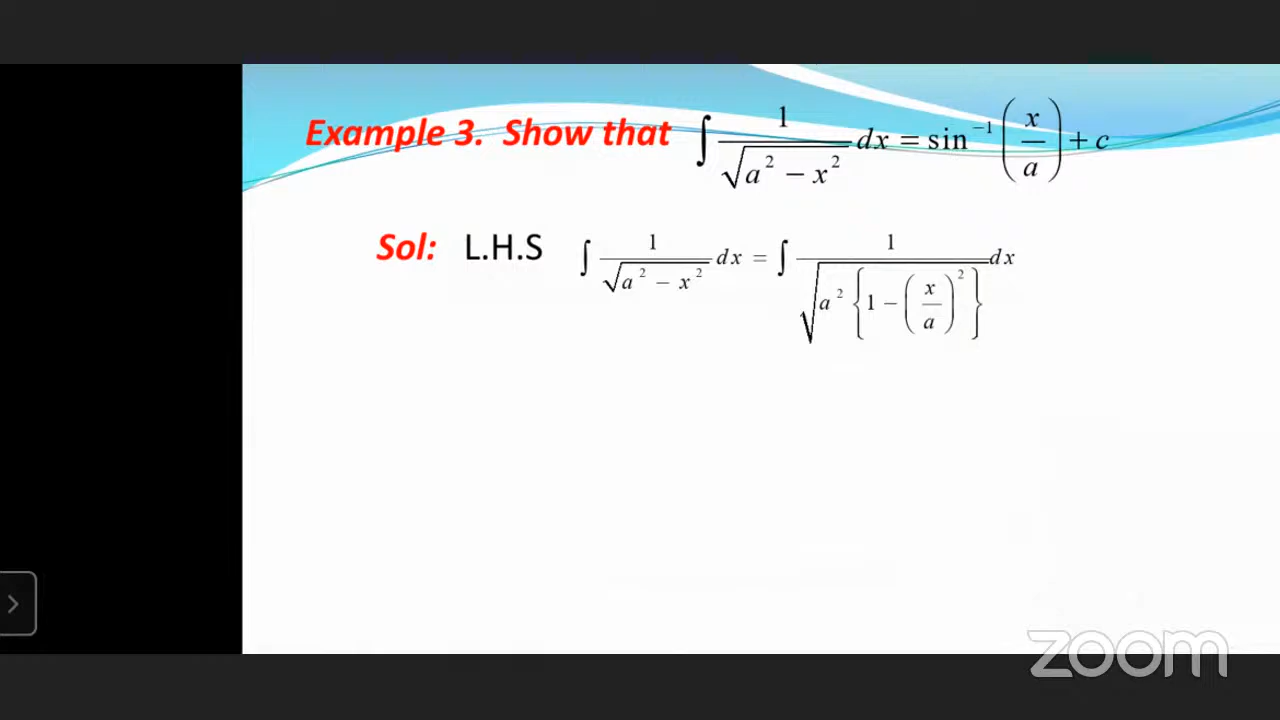 Example 3. Show that ∫ 1/√(a² − x²) dx = sin⁻¹(x/a) + c
Sol: L.H.S ∫ 1/√(a² − x²) dx = ∫ 1/√(a²{1 − (x/a)²}) dx
zoom